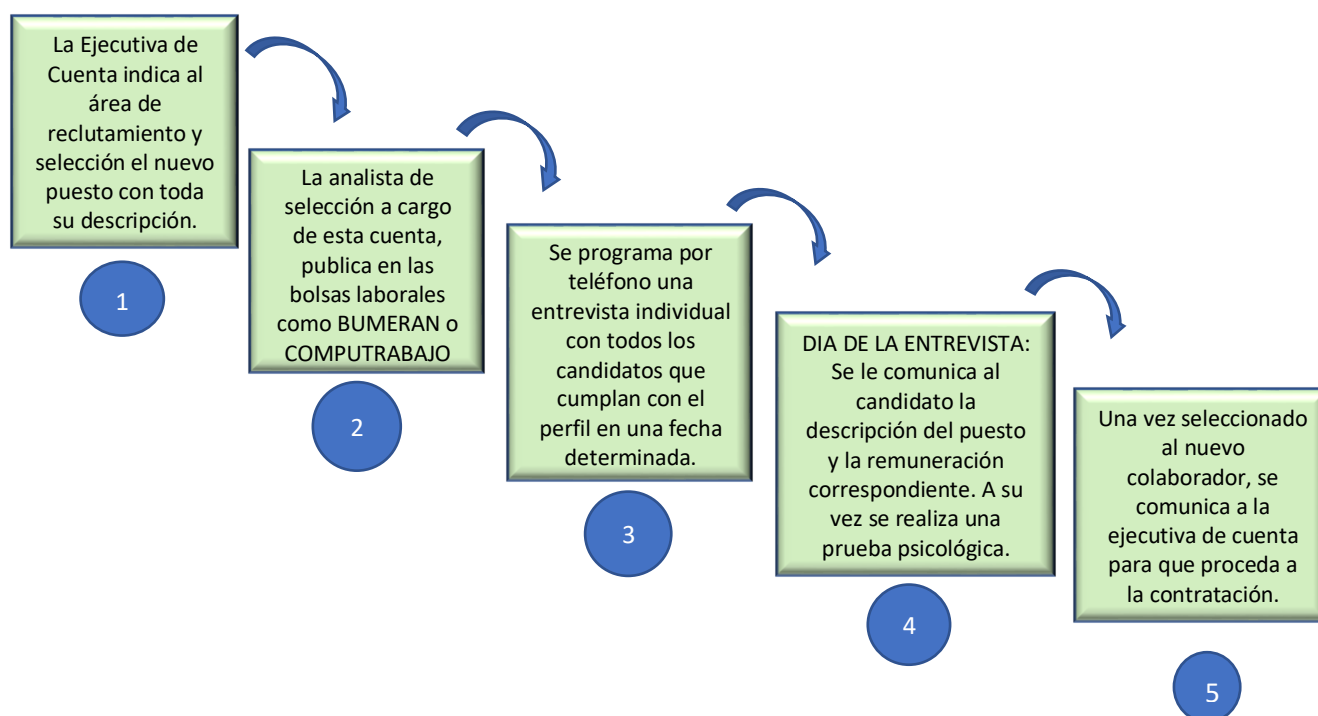 La Ejecutiva de
Cuenta indica al
área de
reclutamiento y
selección el nuevo
puesto con toda
su descripción.
1
La analista de
selección a cargo
de esta cuenta,
publica en las
bolsas laborales
como BUMERAN o
COMPUTRABAJO
2
Se programa por
teléfono una
entrevista individual
con todos los
candidatos que
cumplan con el
perfil en una fecha
determinada.
3
DIA DE LA ENTREVISTA:
Se le comunica al
candidato la
descripción del puesto
y la remuneración
correspondiente. A su
vez se realiza una
prueba psicológica.
4
Una vez seleccionado
al nuevo
colaborador, se
comunica a la
ejecutiva de cuenta
para que proceda a
la contratación.
5